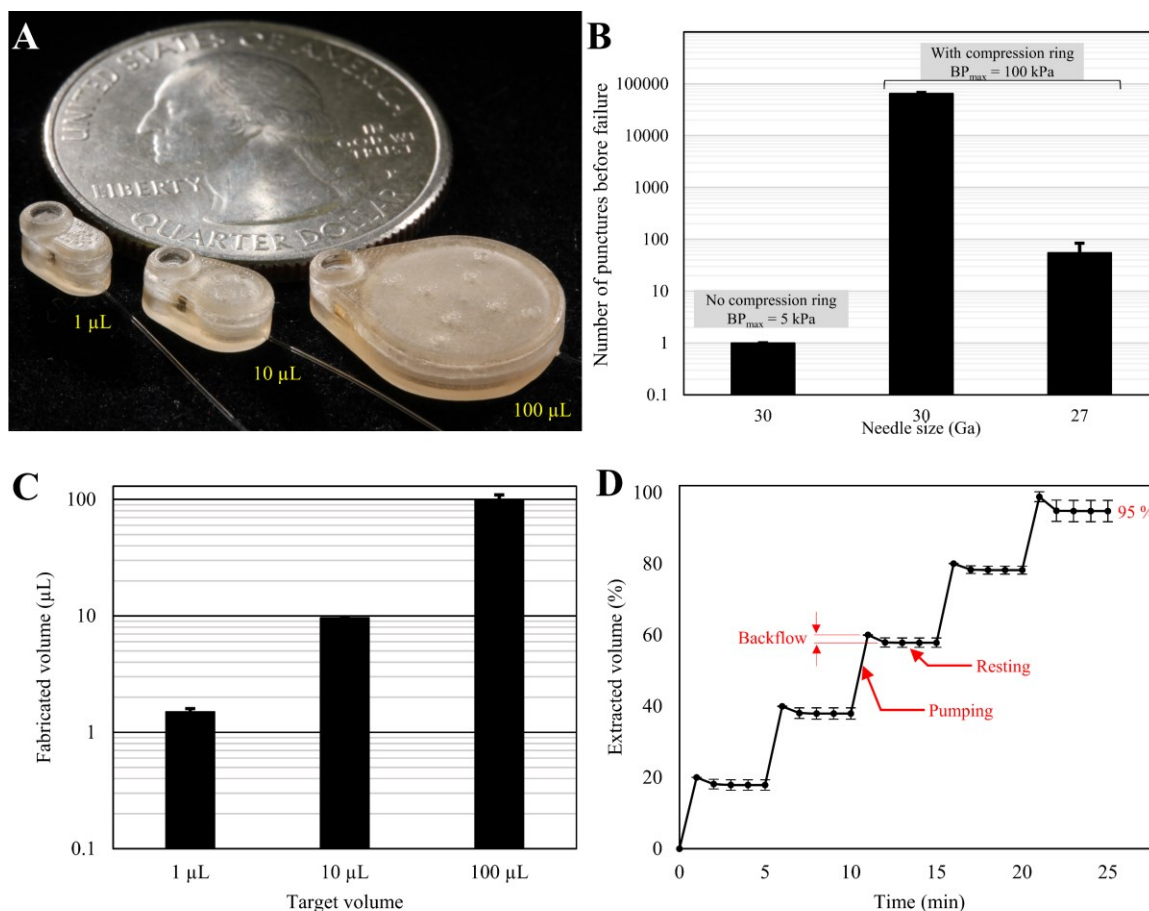 A
UNITED STATES OF AMERICA
LIBERTY
IN
GOD WE
TRUST
QUARTER DOLLAR
1 µL
10 µL
100 µL
B
Number of punctures before failure
100000
10000
1000
100
10
1
0.1
With compression ring
BPmax = 100 kPa
No compression ring
BPmax = 5 kPa
30
30
27
Needle size (Ga)
C
Fabricated volume (µL)
100
10
1
0.1
1 µL
10 µL
100 µL
Target volume
D
Extracted volume (%)
100
80
60
40
20
0
95 %
Backflow
Resting
Pumping
0
5
10
15
20
25
Time (min)